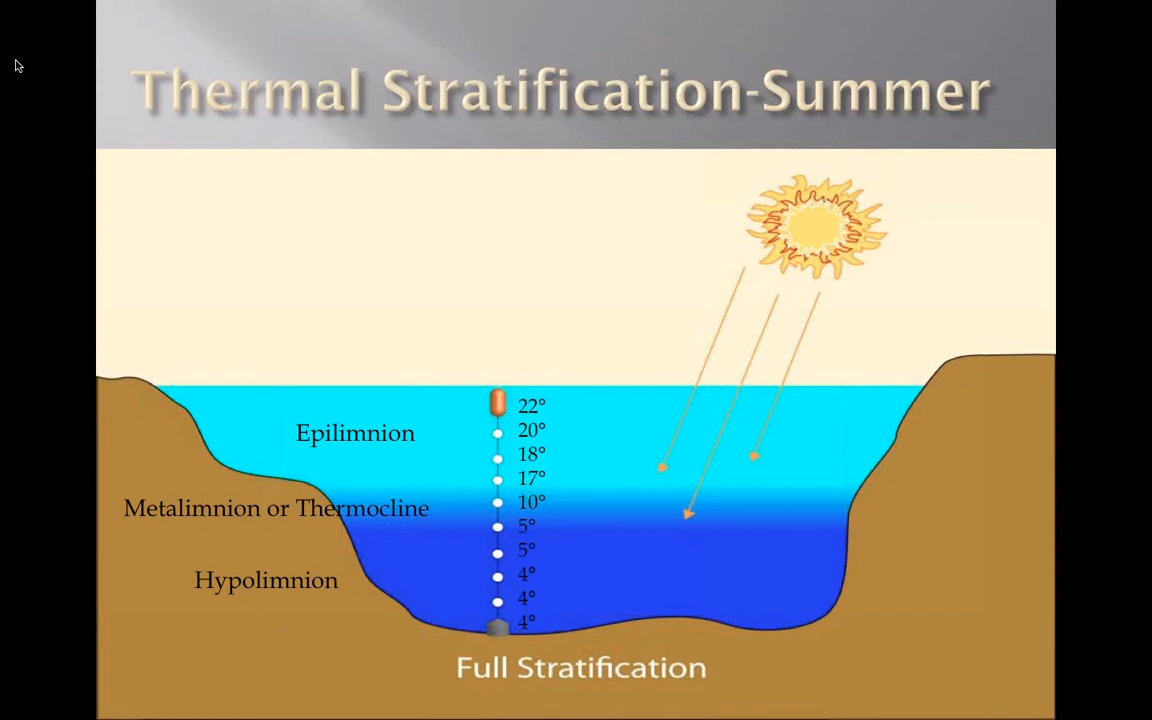 Thermal Stratification-Summer
22°
Epilimnion
20°
18°
17°
Metalimnion or Thermocline
10°
5°
5°
Hypolimnion
4°
4°
4°
Full Stratification